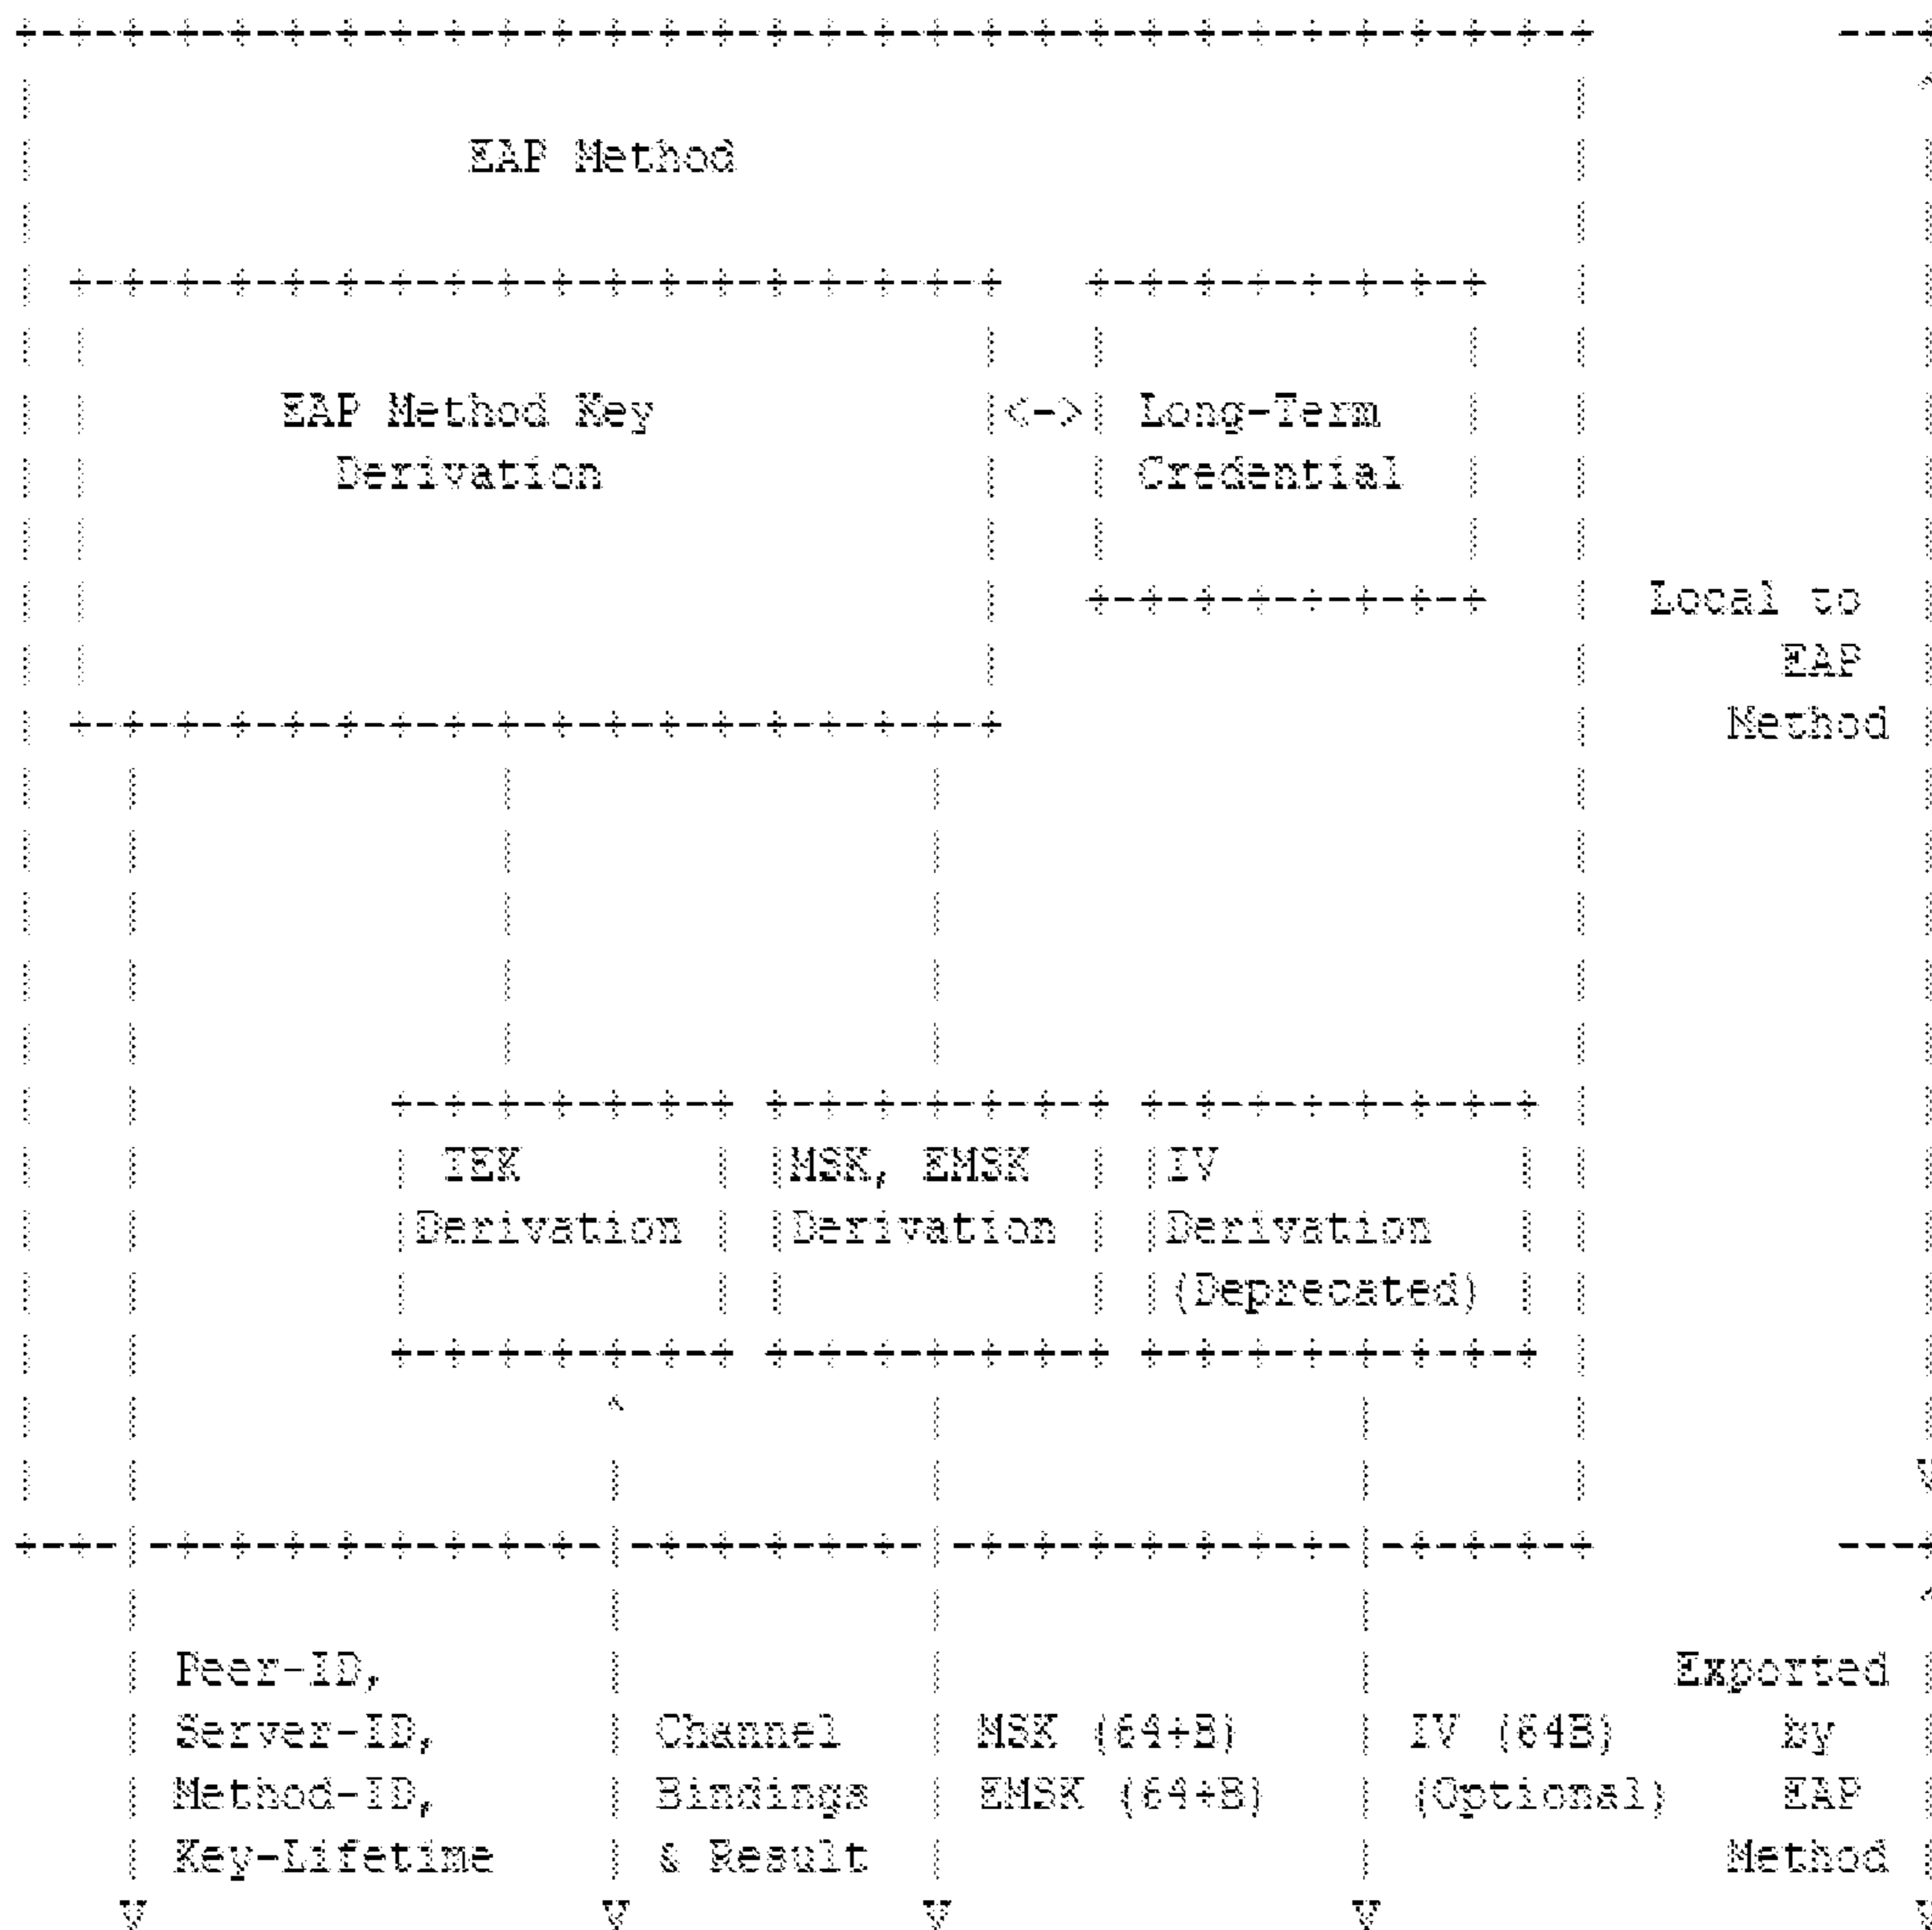 EAP Method
EAP Method Key <-> Long-Term
Derivation Credential
Local to
EAP
Method
TEK MSK, EMSK IV
Derivation Derivation Derivation
(Deprecated)
Peer-ID, Exported
Server-ID, Channel MSK (64+B) IV (64B) by
Method-ID, Bindings EMSK (64+B) (Optional) EAP
Key-Lifetime & Result Method